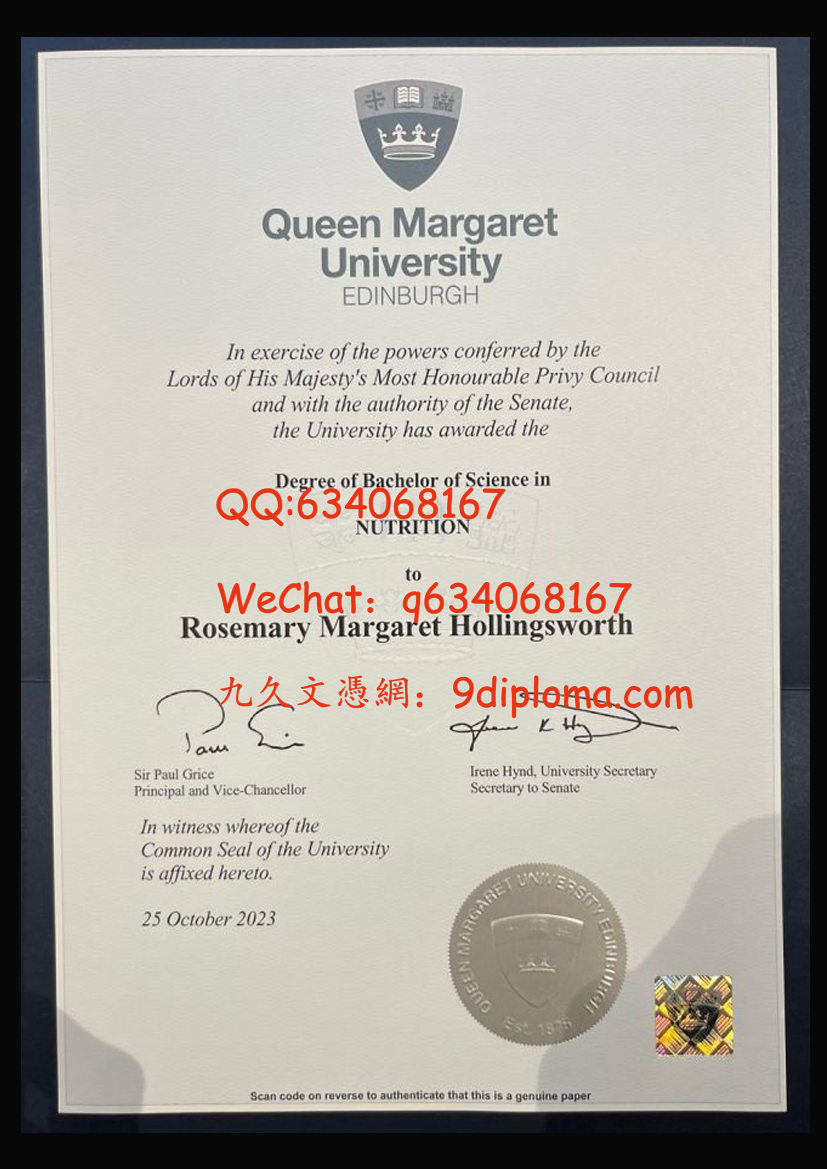 Queen Margaret
University
EDINBURGH
In exercise of the powers conferred by the
Lords of His Majesty's Most Honourable Privy Council
and with the authority of the Senate,
the University has awarded the
Degree of Bachelor of Science in
QQ:634068167
NUTRITION
to
WeChat：q634068167
Rosemary Margaret Hollingsworth
九久文憑網：9diploma.com
Sir Paul Grice
Principal and Vice-Chancellor
Irene Hynd, University Secretary
Secretary to Senate
In witness whereof the
Common Seal of the University
is affixed hereto.
25 October 2023
QUEEN MARGARET UNIVERSITY EDINBURGH
Est. 1875
Scan code on reverse to authenticate that this is a genuine paper